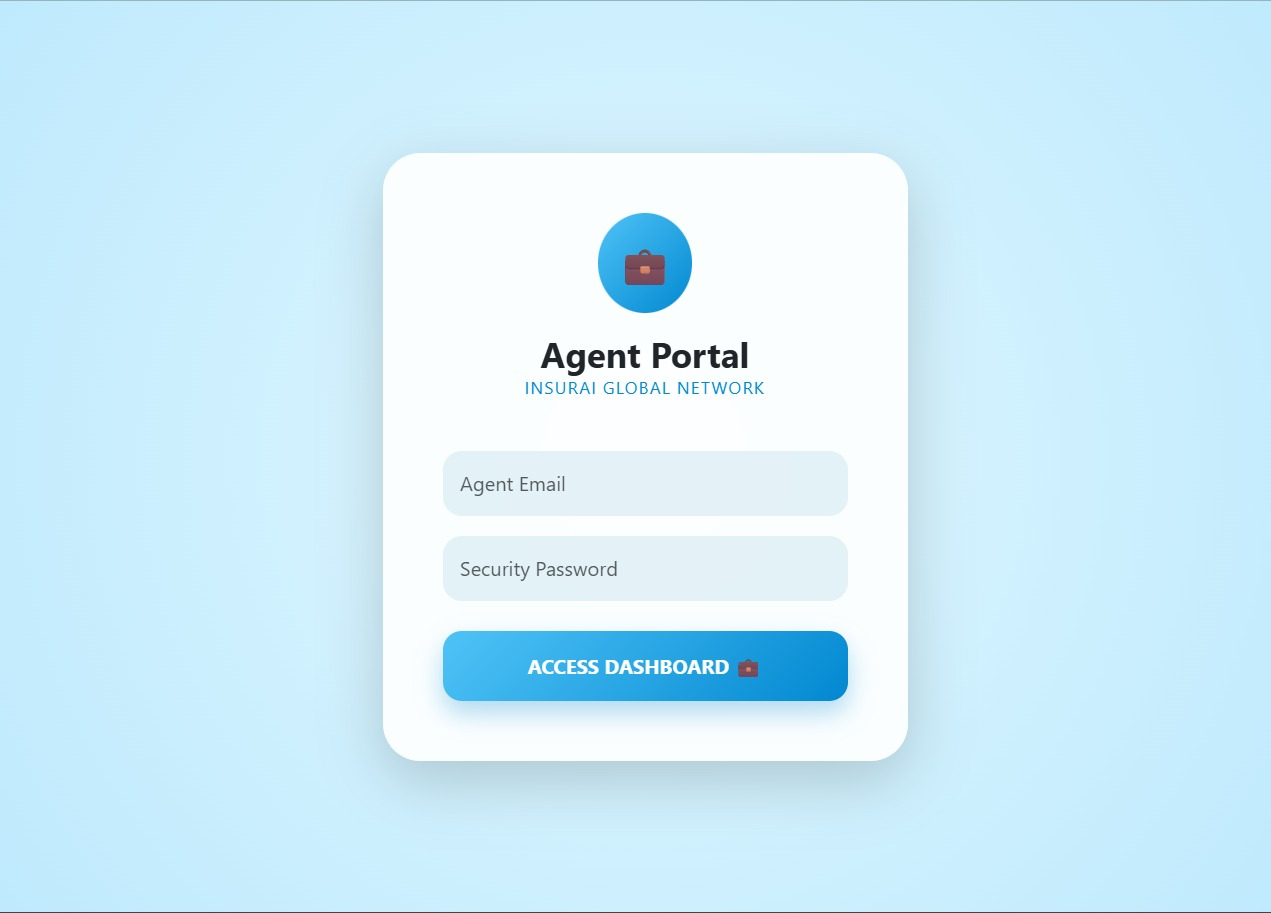 Agent Portal
INSURAI GLOBAL NETWORK
Agent Email
Security Password
ACCESS DASHBOARD 💼